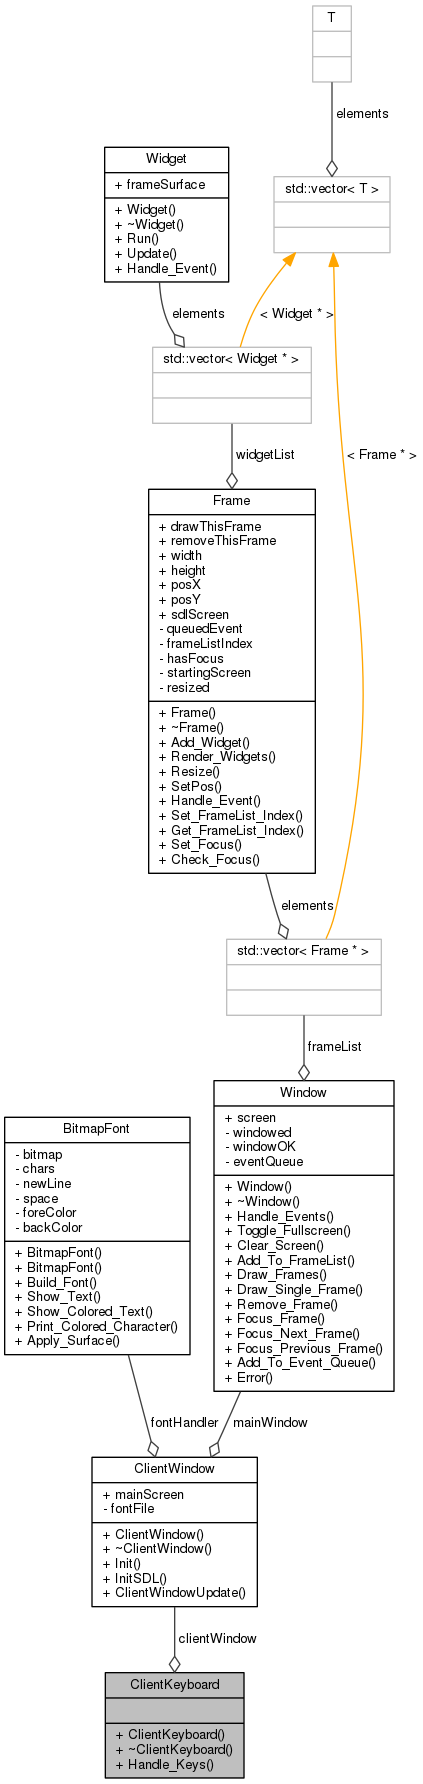 T
elements
Widget
+ frameSurface
+ Widget()
+ ~Widget()
+ Run()
+ Update()
+ Handle_Event()
std::vector< T >
elements
< Widget * >
std::vector< Widget * >
widgetList
< Frame * >
Frame
+ drawThisFrame
+ removeThisFrame
+ width
+ height
+ posX
+ posY
+ sdlScreen
- queuedEvent
- frameListIndex
- hasFocus
- startingScreen
- resized
+ Frame()
+ ~Frame()
+ Add_Widget()
+ Render_Widgets()
+ Resize()
+ SetPos()
+ Handle_Event()
+ Set_FrameList_Index()
+ Get_FrameList_Index()
+ Set_Focus()
+ Check_Focus()
elements
std::vector< Frame * >
frameList
Window
+ screen
- windowed
- windowOK
- eventQueue
+ Window()
+ ~Window()
+ Handle_Events()
+ Toggle_Fullscreen()
+ Clear_Screen()
+ Add_To_FrameList()
+ Draw_Frames()
+ Draw_Single_Frame()
+ Remove_Frame()
+ Focus_Frame()
+ Focus_Next_Frame()
+ Focus_Previous_Frame()
+ Add_To_Event_Queue()
+ Error()
BitmapFont
- bitmap
- chars
- newLine
- space
- foreColor
- backColor
+ BitmapFont()
+ BitmapFont()
+ Build_Font()
+ Show_Text()
+ Show_Colored_Text()
+ Print_Colored_Character()
+ Apply_Surface()
fontHandler
mainWindow
ClientWindow
+ mainScreen
- fontFile
+ ClientWindow()
+ ~ClientWindow()
+ Init()
+ InitSDL()
+ ClientWindowUpdate()
clientWindow
ClientKeyboard
+ ClientKeyboard()
+ ~ClientKeyboard()
+ Handle_Keys()